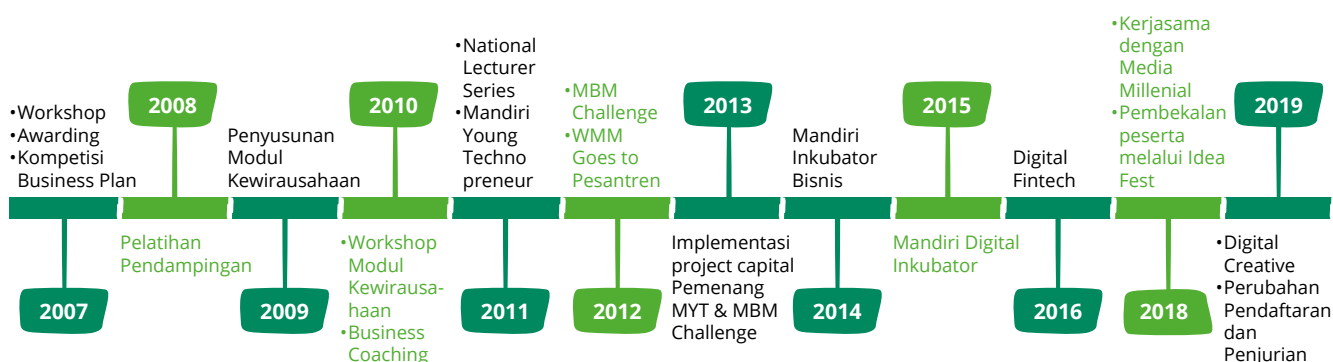 •Workshop
•Awarding
•Kompetisi
Business Plan
2007
2008
Pelatihan
Pendampingan
Penyusunan
Modul
Kewirausahaan
2009
2010
•Workshop
Modul
Kewirausa-
haan
•Business
Coaching
•National
Lecturer
Series
•Mandiri
Young
Techno
preneur
2011
•MBM
Challenge
•WMM
Goes to
Pesantren
2012
2013
Implementasi
project capital
Pemenang
MYT & MBM
Challenge
Mandiri
Inkubator
Bisnis
2014
2015
Mandiri Digital
Inkubator
Digital
Fintech
2016
•Kerjasama
dengan
Media
Millenial
•Pembekalan
peserta
melalui Idea
Fest
2018
2019
•Digital
Creative
•Perubahan
Pendaftaran
dan
Penjurian